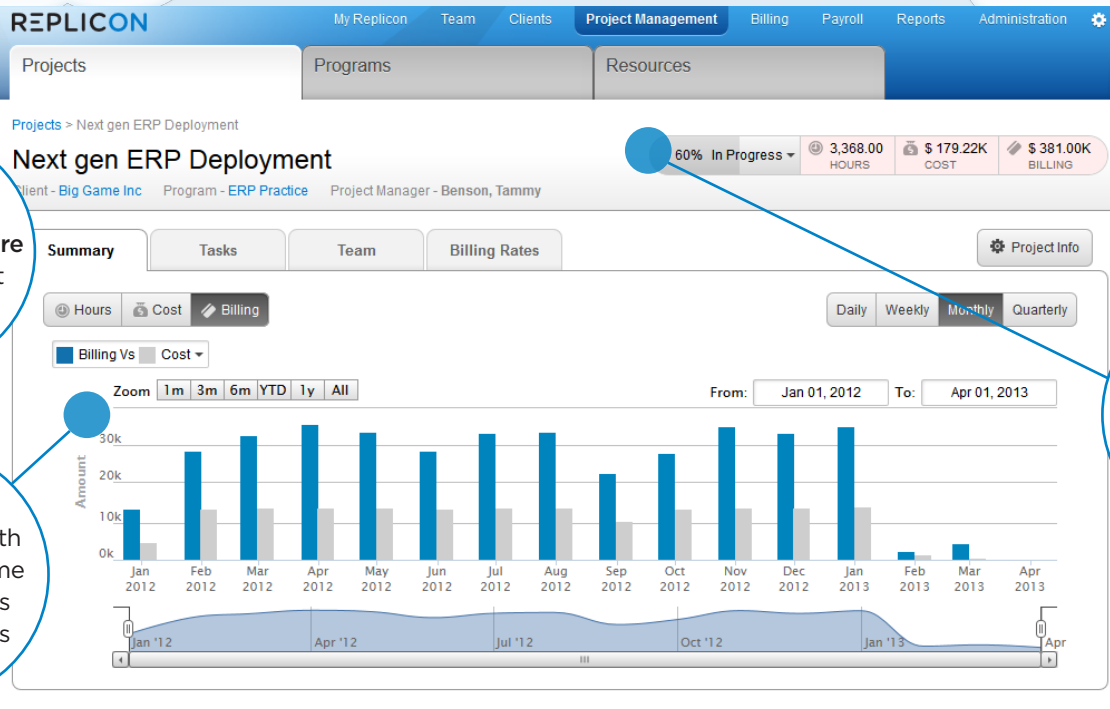 REPLICON
My Replicon Team Clients Project Management Billing Payroll Reports Administration
Projects Programs Resources
Projects > Next gen ERP Deployment
Next gen ERP Deployment
60% In Progress
3,368.00 HOURS
$ 179.22K COST
$ 381.00K BILLING
Client - Big Game Inc Program - ERP Practice Project Manager - Benson, Tammy
Summary Tasks Team Billing Rates
Project Info
Hours Cost Billing
Daily Weekly Monthly Quarterly
Billing Vs Cost
Zoom 1m 3m 6m YTD 1y All
From: Jan 01, 2012 To: Apr 01, 2013
Amount
30k
20k
10k
0k
Jan 2012 Feb 2012 Mar 2012 Apr 2012 May 2012 Jun 2012 Jul 2012 Aug 2012 Sep 2012 Oct 2012 Nov 2012 Dec 2012 Jan 2013 Feb 2013 Mar 2013 Apr 2013
Jan '12 Apr '12 Jul '12 Oct '12 Jan '13 Apr